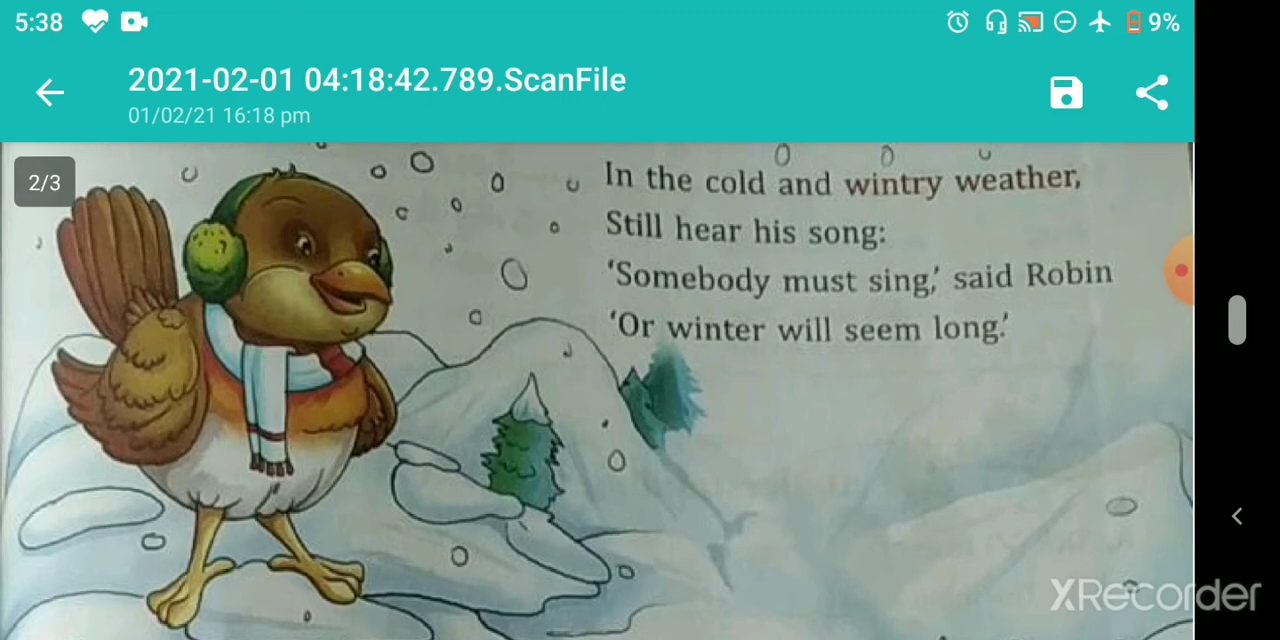 5:38
9%
2021-02-01 04:18:42.789.ScanFile
01/02/21 16:18 pm
2/3
In the cold and wintry weather,
Still hear his song:
‘Somebody must sing,’ said Robin
‘Or winter will seem long.’
XRecorder